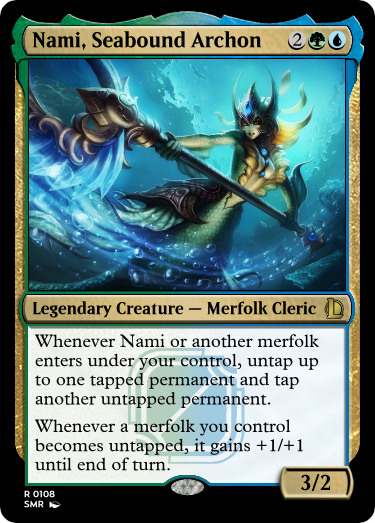 Nami, Seabound Archon 2
Legendary Creature — Merfolk Cleric
Whenever Nami or another merfolk
enters under your control, untap up
to one tapped permanent and tap
another untapped permanent.
Whenever a merfolk you control
becomes untapped, it gains +1/+1
until end of turn.
3/2
R 0108
SMR